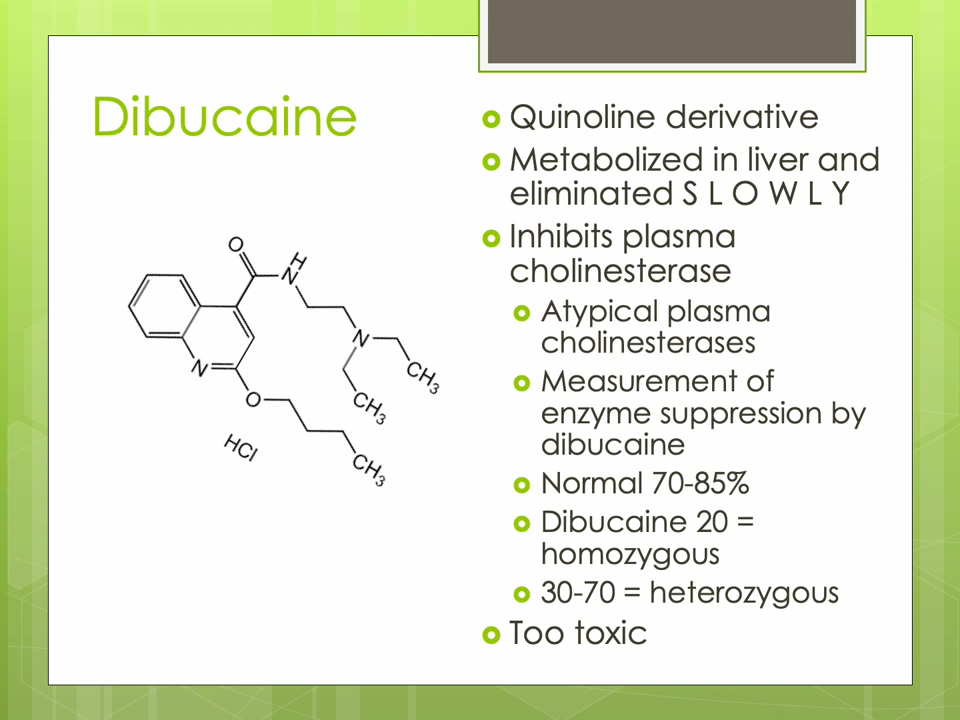 Dibucaine
Quinoline derivative
Metabolized in liver and
eliminated S L O W L Y
Inhibits plasma
cholinesterase
Atypical plasma
cholinesterases
Measurement of
enzyme suppression by
dibucaine
Normal 70-85%
Dibucaine 20 =
homozygous
30-70 = heterozygous
Too toxic
O
H
N
N
CH3
N
CH3
O
HCl
CH3